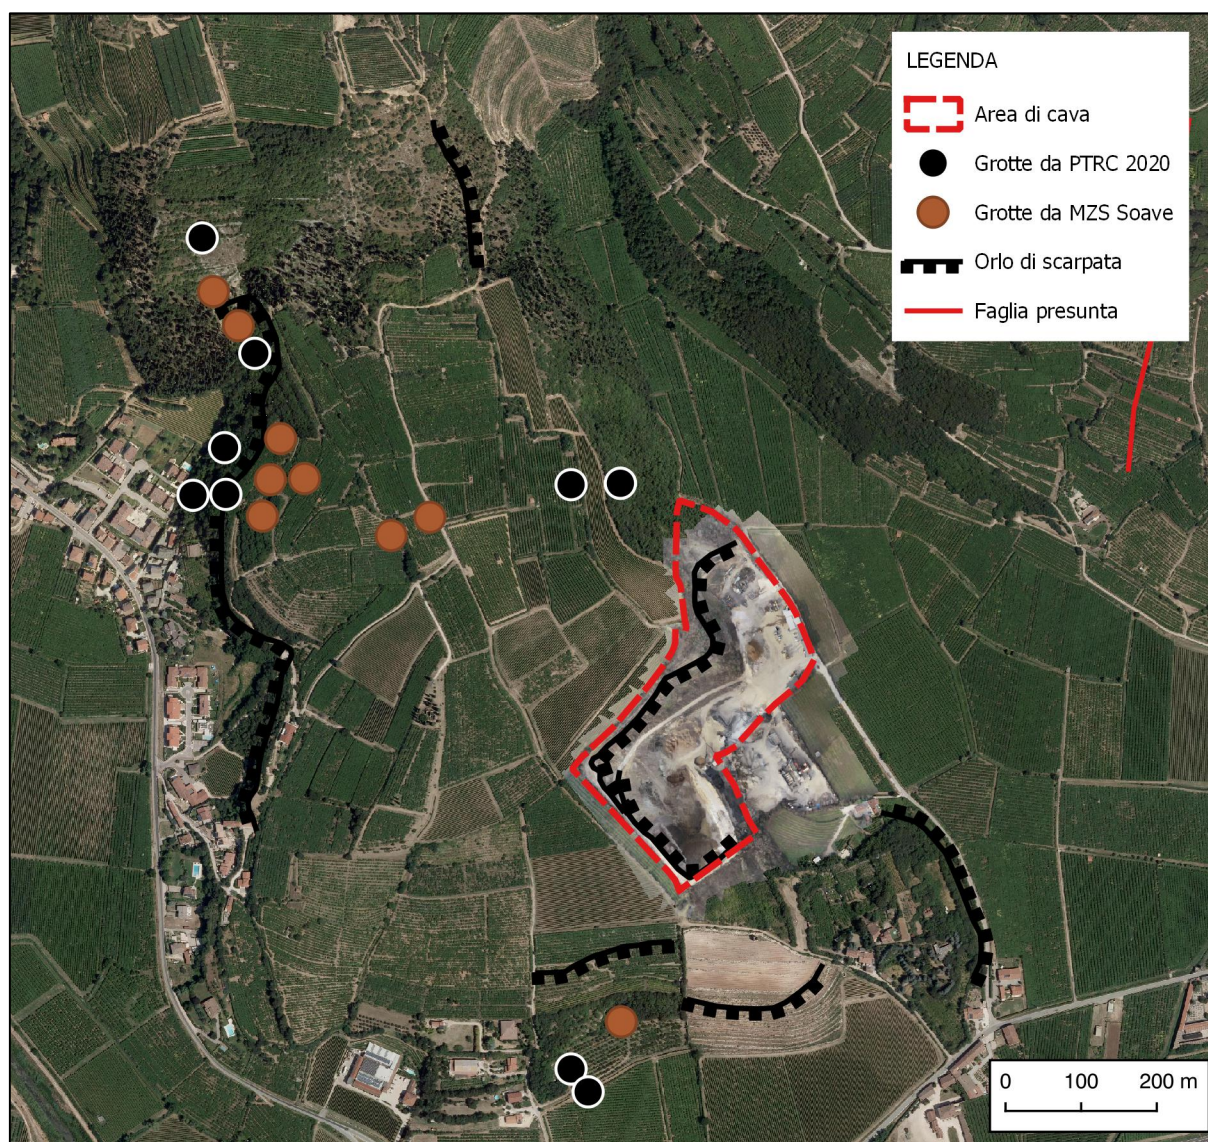 LEGENDA
Area di cava
Grotte da PTRC 2020
Grotte da MZS Soave
Orlo di scarpata
Faglia presunta
0 100 200 m